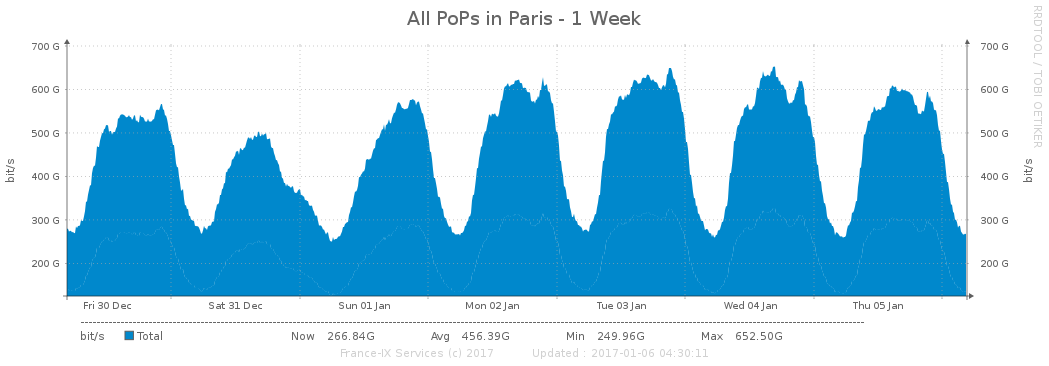 All PoPs in Paris - 1 Week
RRDTOOL / TOBI OETIKER
700 G 700 G
600 G 600 G
500 G 500 G
400 G 400 G
300 G 300 G
200 G 200 G
bit/s bit/s
Fri 30 Dec Sat 31 Dec Sun 01 Jan Mon 02 Jan Tue 03 Jan Wed 04 Jan Thu 05 Jan
bit/s Total Now 266.84G Avg 456.39G Min 249.96G Max 652.50G
France-IX Services (c) 2017 Updated : 2017-01-06 04:30:11